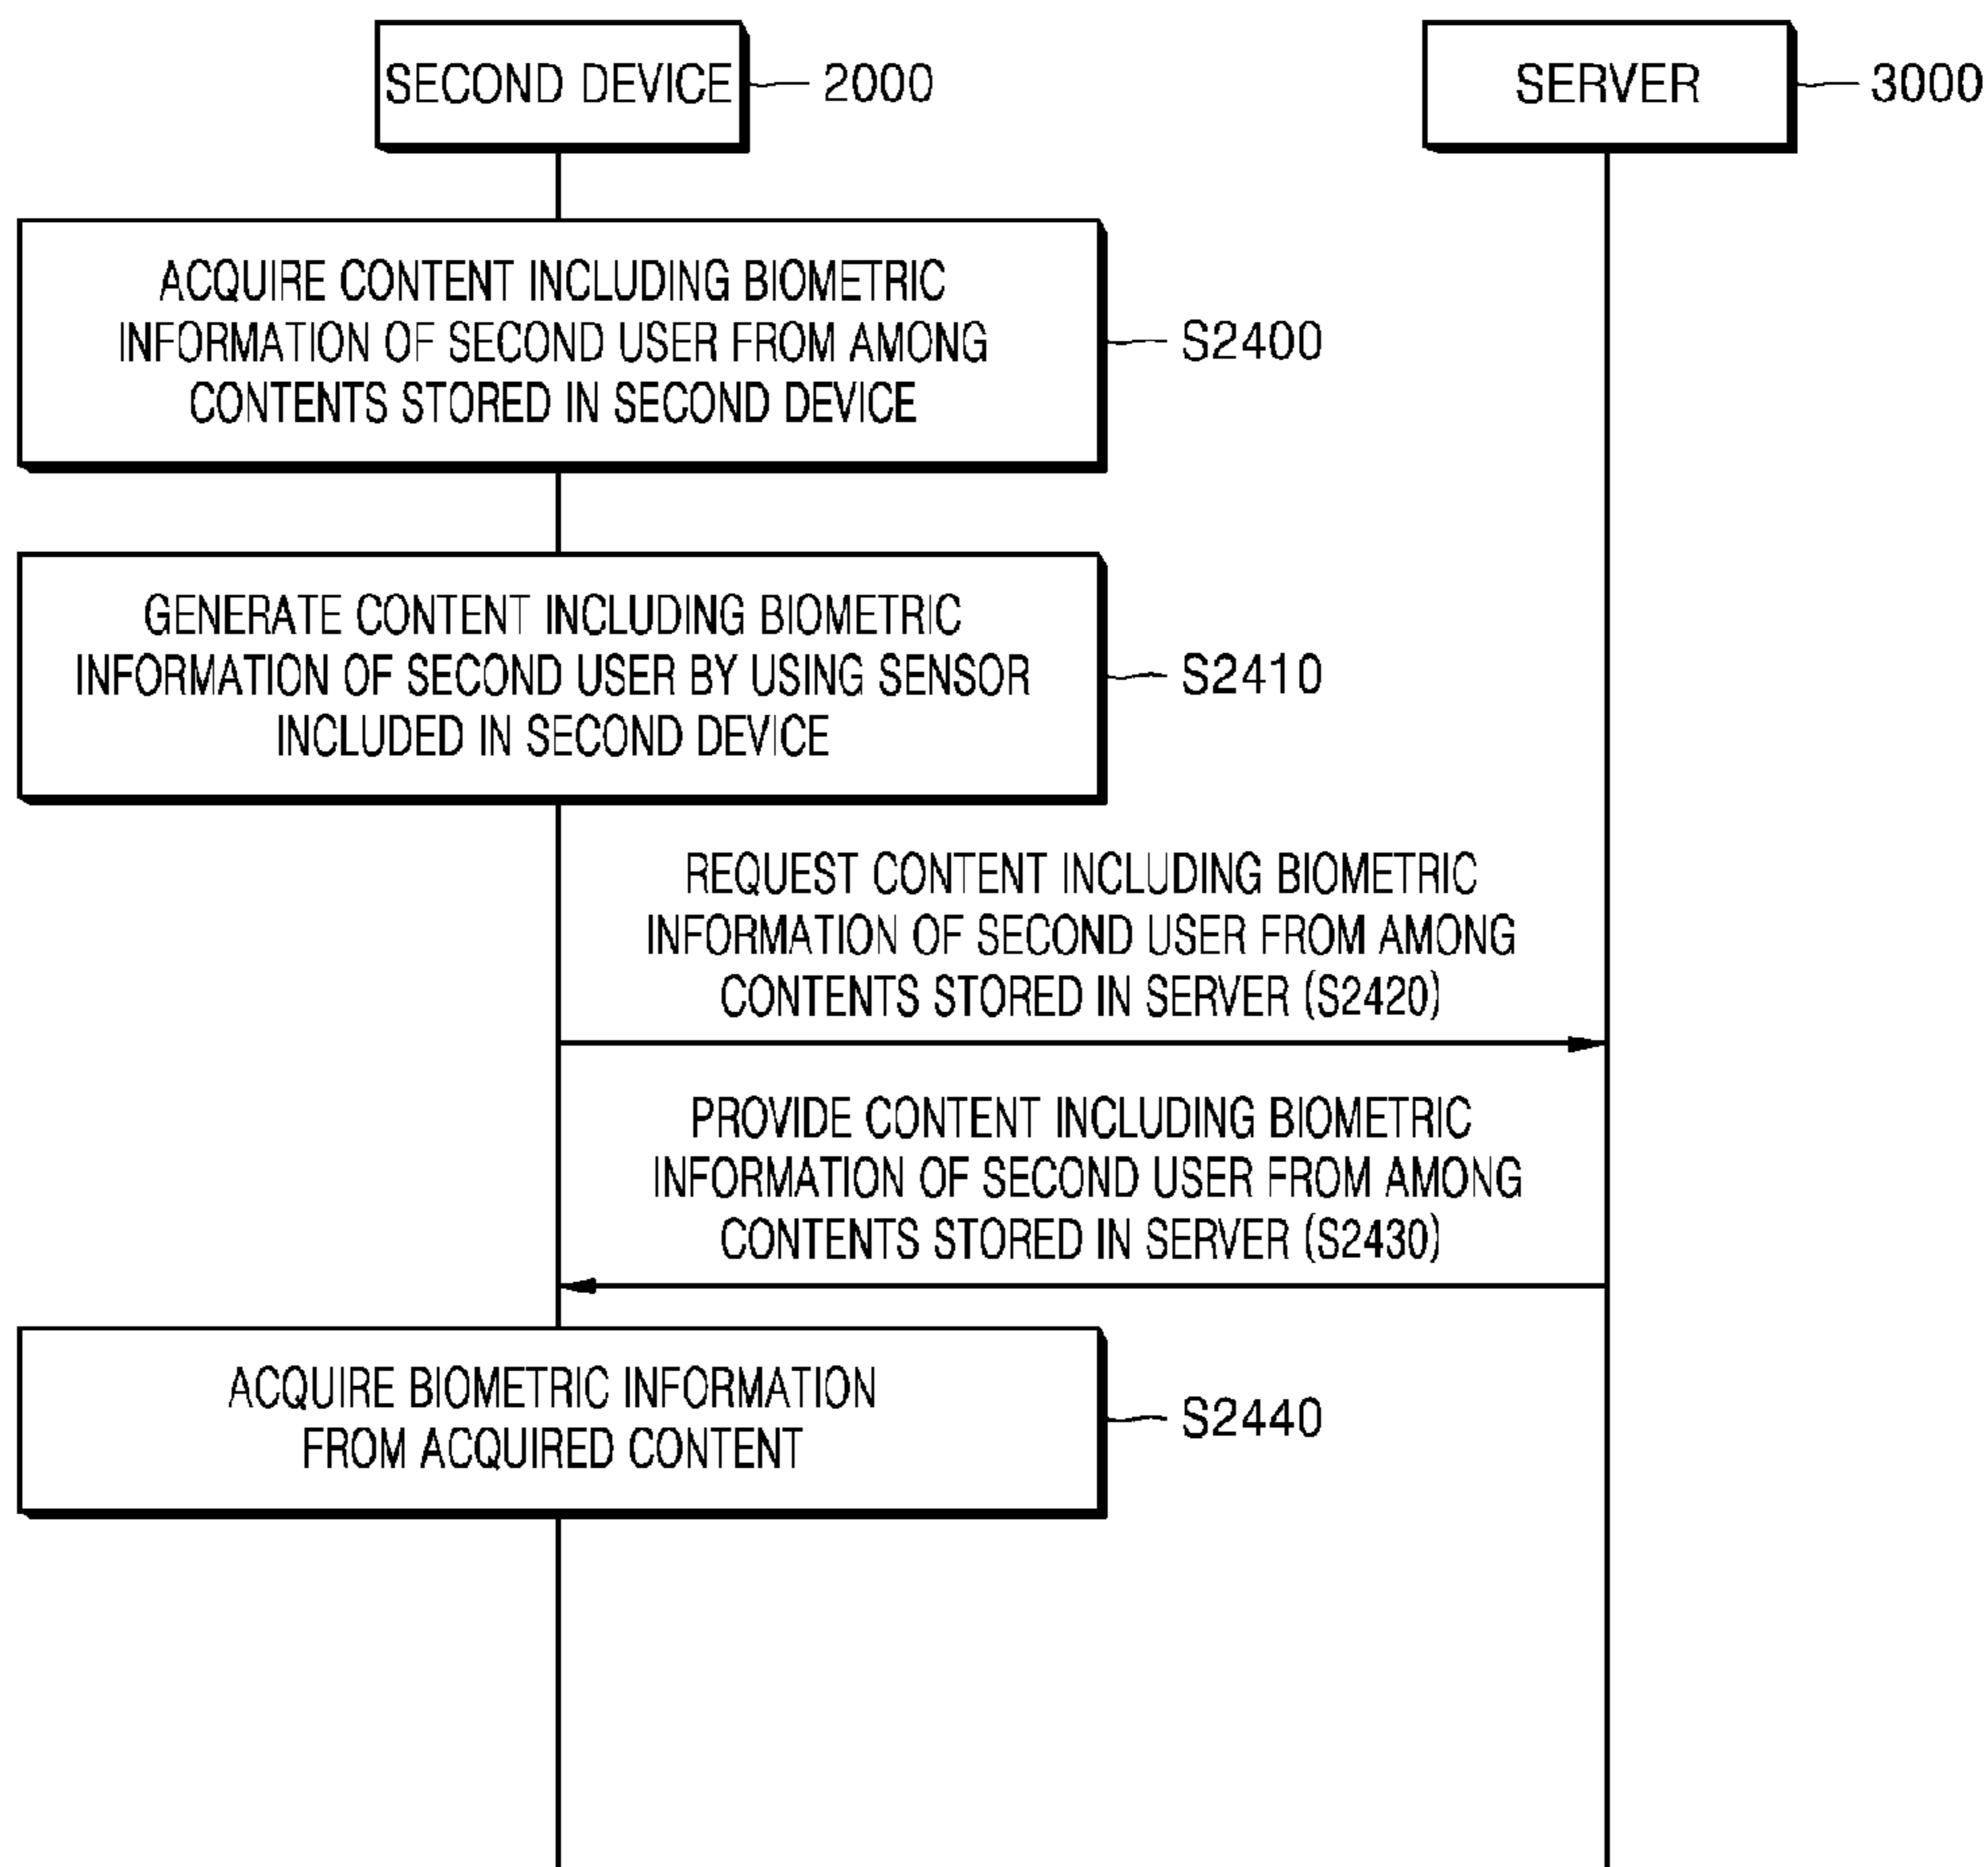 SECOND DEVICE
2000
SERVER
3000
ACQUIRE CONTENT INCLUDING BIOMETRIC
INFORMATION OF SECOND USER FROM AMONG
CONTENTS STORED IN SECOND DEVICE
S2400
GENERATE CONTENT INCLUDING BIOMETRIC
INFORMATION OF SECOND USER BY USING SENSOR
INCLUDED IN SECOND DEVICE
S2410
REQUEST CONTENT INCLUDING BIOMETRIC
INFORMATION OF SECOND USER FROM AMONG
CONTENTS STORED IN SERVER (S2420)
PROVIDE CONTENT INCLUDING BIOMETRIC
INFORMATION OF SECOND USER FROM AMONG
CONTENTS STORED IN SERVER (S2430)
ACQUIRE BIOMETRIC INFORMATION
FROM ACQUIRED CONTENT
S2440